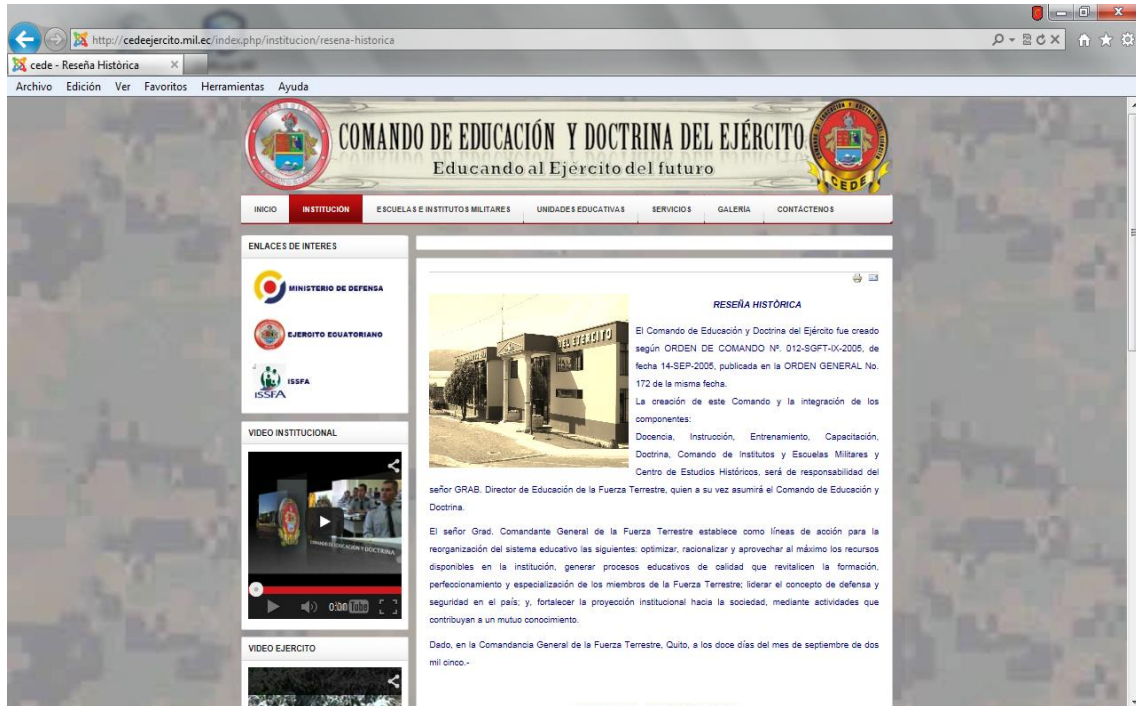 http://cedeejercito.mil.ec/index.php/institucion/resena-historica
cede - Reseña Històrica
Archivo Edición Ver Favoritos Herramientas Ayuda
COMANDO DE EDUCACIÓN Y DOCTRINA DEL EJÉRCITO
Educando al Ejército del futuro
CEDE
INICIO INSTITUCIÓN ESCUELAS E INSTITUTOS MILITARES UNIDADES EDUCATIVAS SERVICIOS GALERÍA CONTÁCTENOS
ENLACES DE INTERES
MINISTERIO DE DEFENSA
EJERCITO ECUATORIANO
ISSFA
ISSFA
VIDEO INSTITUCIONAL
COMANDO DE EDUCACIÓN Y DOCTRINA
0:00 Tube
VIDEO EJERCITO
DEL EJERCITO
RESEÑA HISTÒRICA
El Comando de Educación y Doctrina del Ejército fue creado
según ORDEN DE COMANDO Nº. 012-SGFT-IX-2005, de
fecha 14-SEP-2005, publicada en la ORDEN GENERAL No.
172 de la misma fecha.
La creación de este Comando y la integración de los
componentes:
Docencia, Instrucción, Entrenamiento, Capacitación,
Doctrina, Comando de Institutos y Escuelas Militares y
Centro de Estudios Históricos, será de responsabilidad del
señor GRAB. Director de Educación de la Fuerza Terrestre, quien a su vez asumirá el Comando de Educación y
Doctrina.
El señor Grad. Comandante General de la Fuerza Terrestre establece como líneas de acción para la
reorganización del sistema educativo las siguientes: optimizar, racionalizar y aprovechar al máximo los recursos
disponibles en la institución, generar procesos educativos de calidad que revitalicen la formación,
perfeccionamiento y especialización de los miembros de la Fuerza Terrestre; liderar el concepto de defensa y
seguridad en el país; y, fortalecer la proyección institucional hacia la sociedad, mediante actividades que
contribuyan a un mutuo conocimiento.
Dado, en la Comandancia General de la Fuerza Terrestre, Quito, a los doce días del mes de septiembre de dos
mil cinco.-